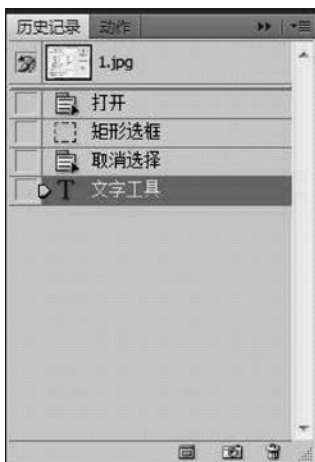 历史记录 动作
1.jpg
打开
矩形选框
取消选择
T 文字工具